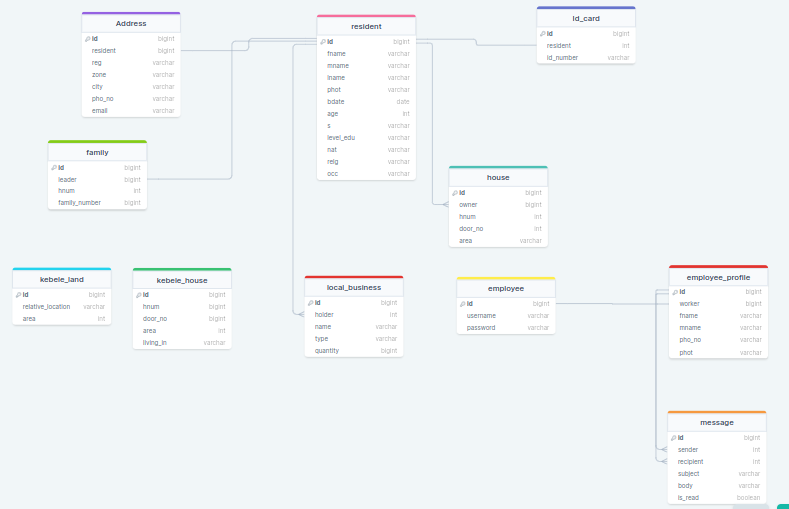 Address
id bigint
resident bigint
reg varchar
zone varchar
city varchar
pho_no varchar
email varchar
resident
id bigint
fname varchar
mname varchar
lname varchar
phot varchar
bdate date
age int
s varchar
level_edu varchar
nat varchar
relg varchar
occ varchar
id_card
id bigint
resident int
id_number varchar
family
id bigint
leader bigint
hnum int
family_number bigint
house
id bigint
owner bigint
hnum int
door_no int
area varchar
kebele_land
id bigint
relative_location varchar
area int
kebele_house
id bigint
hnum bigint
door_no bigint
area int
living_in varchar
local_business
id bigint
holder int
name varchar
type varchar
quantity bigint
employee
id bigint
username varchar
password varchar
employee_profile
id bigint
worker bigint
fname varchar
mname varchar
pho_no varchar
phot varchar
message
id bigint
sender int
recipient int
subject varchar
body varchar
is_read boolean